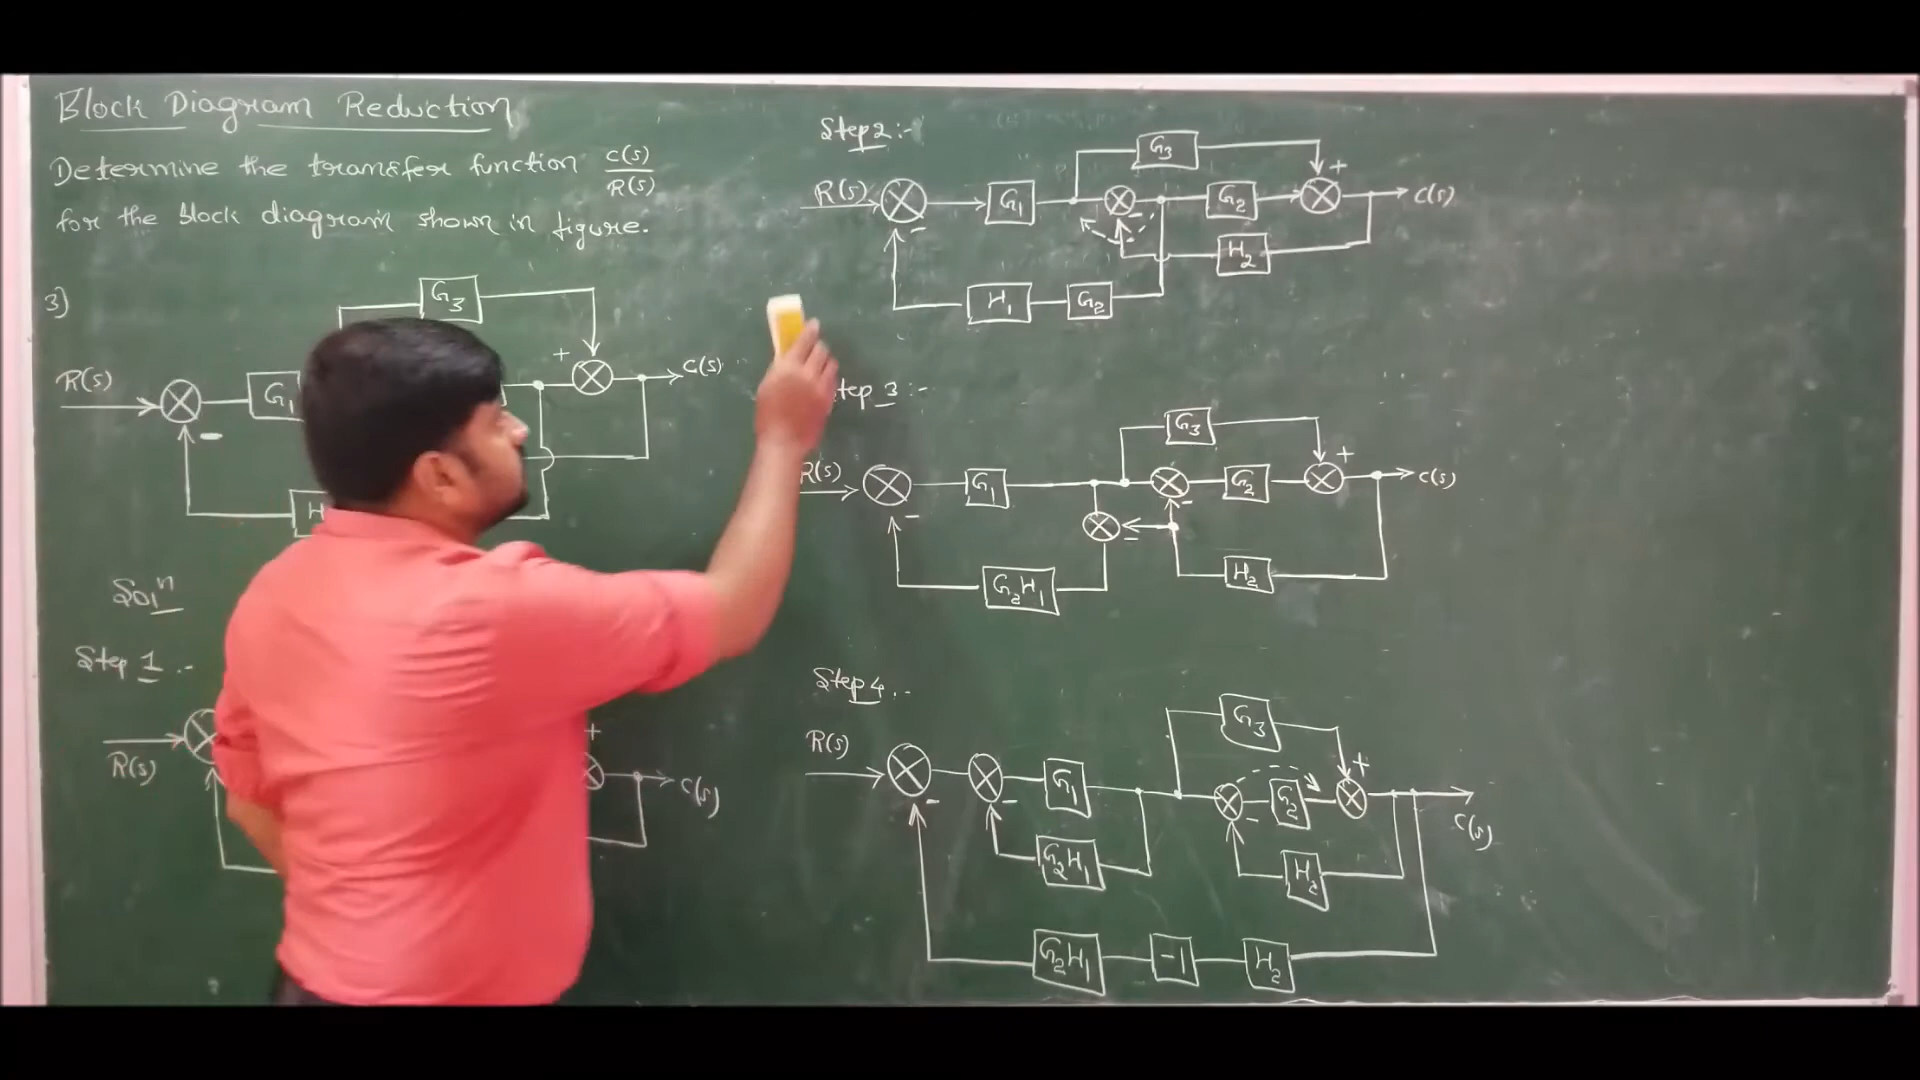 Block Diagram Reduction
Determine the transfer function C(s)/R(s)
for the block diagram shown in figure.
3)
G3
+
R(s)
G1
C(s)
-
H
Soln
Step 1 :-
R(s)
+
C(s)
Step 2 :-
G3
+
R(s)
G1
-
G2
C(s)
-
H2
H1
G2
tep 3 :-
G3
+
R(s)
G1
G2
C(s)
-
-
-
G2H1
H2
Step 4 :-
G3
R(s)
+
G1
G2
-
-
-
C(s)
G2H1
H2
G2H1
-1
H2